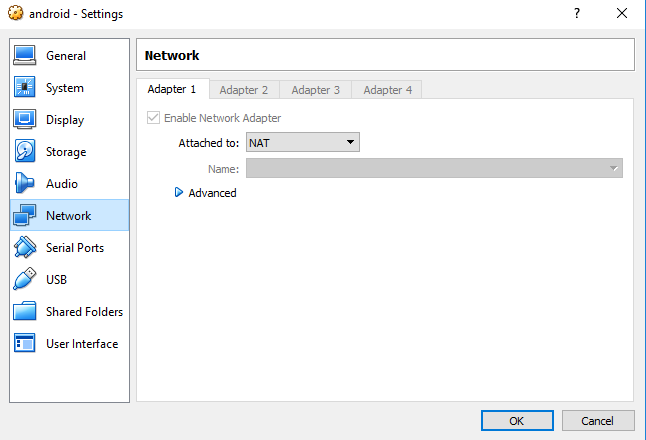 android - Settings
?
General
System
Display
Storage
Audio
Network
Serial Ports
USB
Shared Folders
User Interface
Network
Adapter 1 Adapter 2 Adapter 3 Adapter 4
Enable Network Adapter
Attached to: NAT
Name:
Advanced
OK Cancel